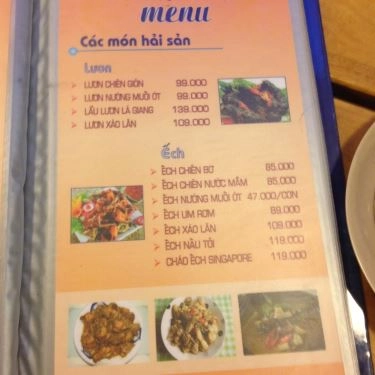 menu
Các món hải sản
Lươn
LƯƠN CHIÊN GIÒN 99.000
LƯƠN NƯỚNG MUỐI ỚT 99.000
LẨU LƯƠN LÁ GIANG 139.000
LƯƠN XÀO LĂN 109.000
Ếch
ẾCH CHIÊN BƠ 85.000
ẾCH CHIÊN NƯỚC MẮM 85.000
ẾCH NƯỚNG MUỐI ỚT 47.000/CON
ẾCH UM RƠM 89.000
ẾCH XÀO LĂN 109.000
ẾCH NẤU TỎI 119.000
CHÁO ẾCH SINGAPORE 119.000